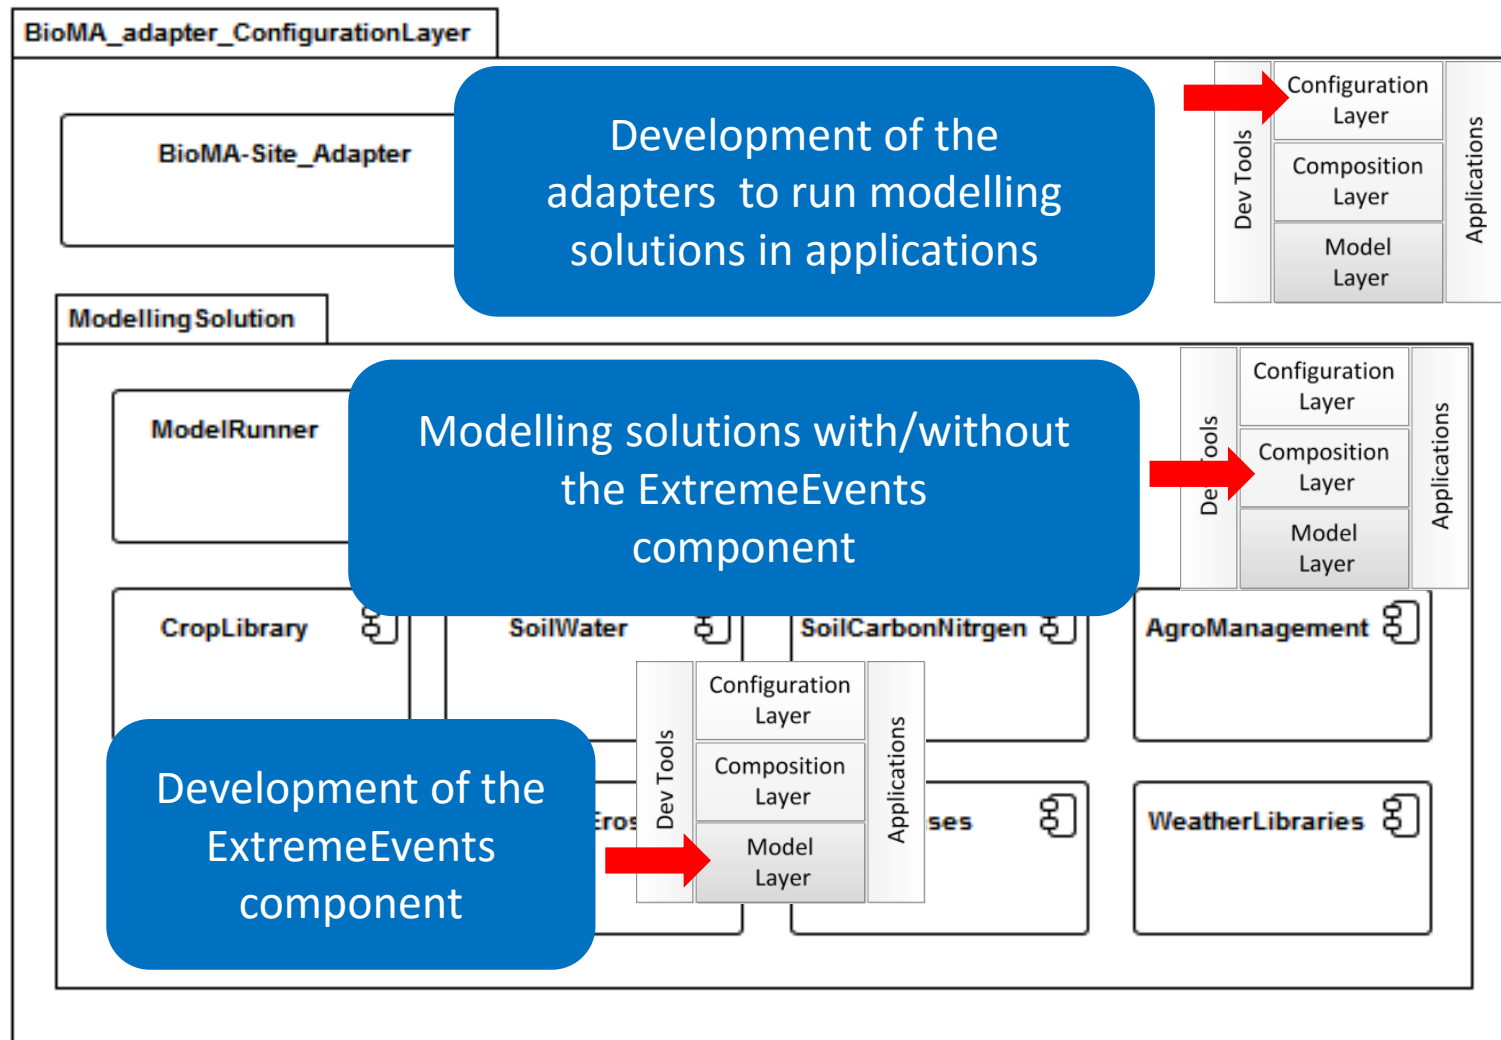 BioMA_adapter_ConfigurationLayer
BioMA-Site_Adapter
Development of the
adapters to run modelling
solutions in applications
Dev Tools
Configuration
Layer
Composition
Layer
Model
Layer
Applications
ModellingSolution
ModelRunner
Modelling solutions with/without
the ExtremeEvents
component
Configuration
Layer
Composition
Layer
Model
Layer
Applications
CropLibrary
SoilWater
SoilCarbonNitrgen
AgroManagement
Development of the
ExtremeEvents
component
Dev Tools
Configuration
Layer
Composition
Layer
Model
Layer
Applications
WeatherLibraries